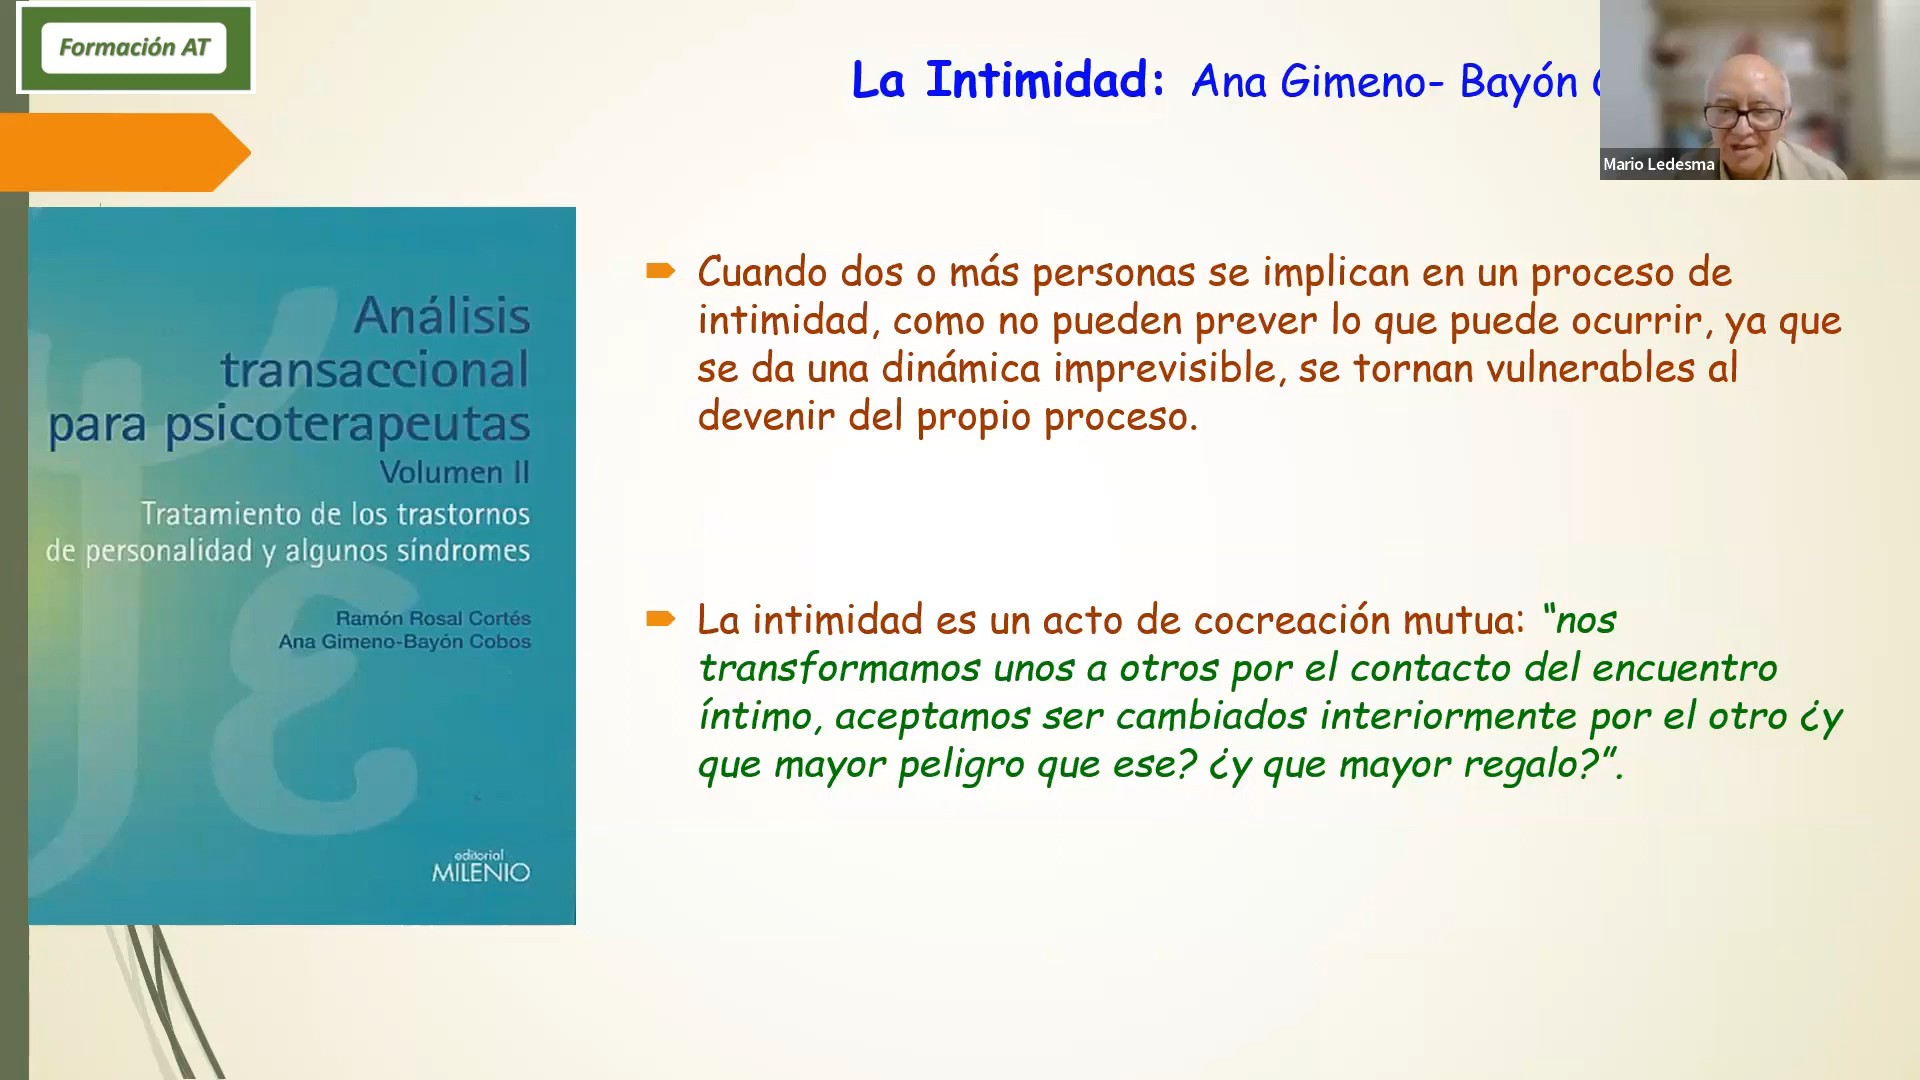 Formación AT
La Intimidad: Ana Gimeno- Bayón
Mario Ledesma
Análisis
transaccional
para psicoterapeutas
Volumen II
Tratamiento de los trastornos
de personalidad y algunos síndromes
Ramón Rosal Cortés
Ana Gimeno-Bayón Cobos
editorial
MILENIO
Cuando dos o más personas se implican en un proceso de
intimidad, como no pueden prever lo que puede ocurrir, ya que
se da una dinámica imprevisible, se tornan vulnerables al
devenir del propio proceso.
La intimidad es un acto de cocreación mutua: “nos
transformamos unos a otros por el contacto del encuentro
íntimo, aceptamos ser cambiados interiormente por el otro ¿y
que mayor peligro que ese? ¿y que mayor regalo?”.